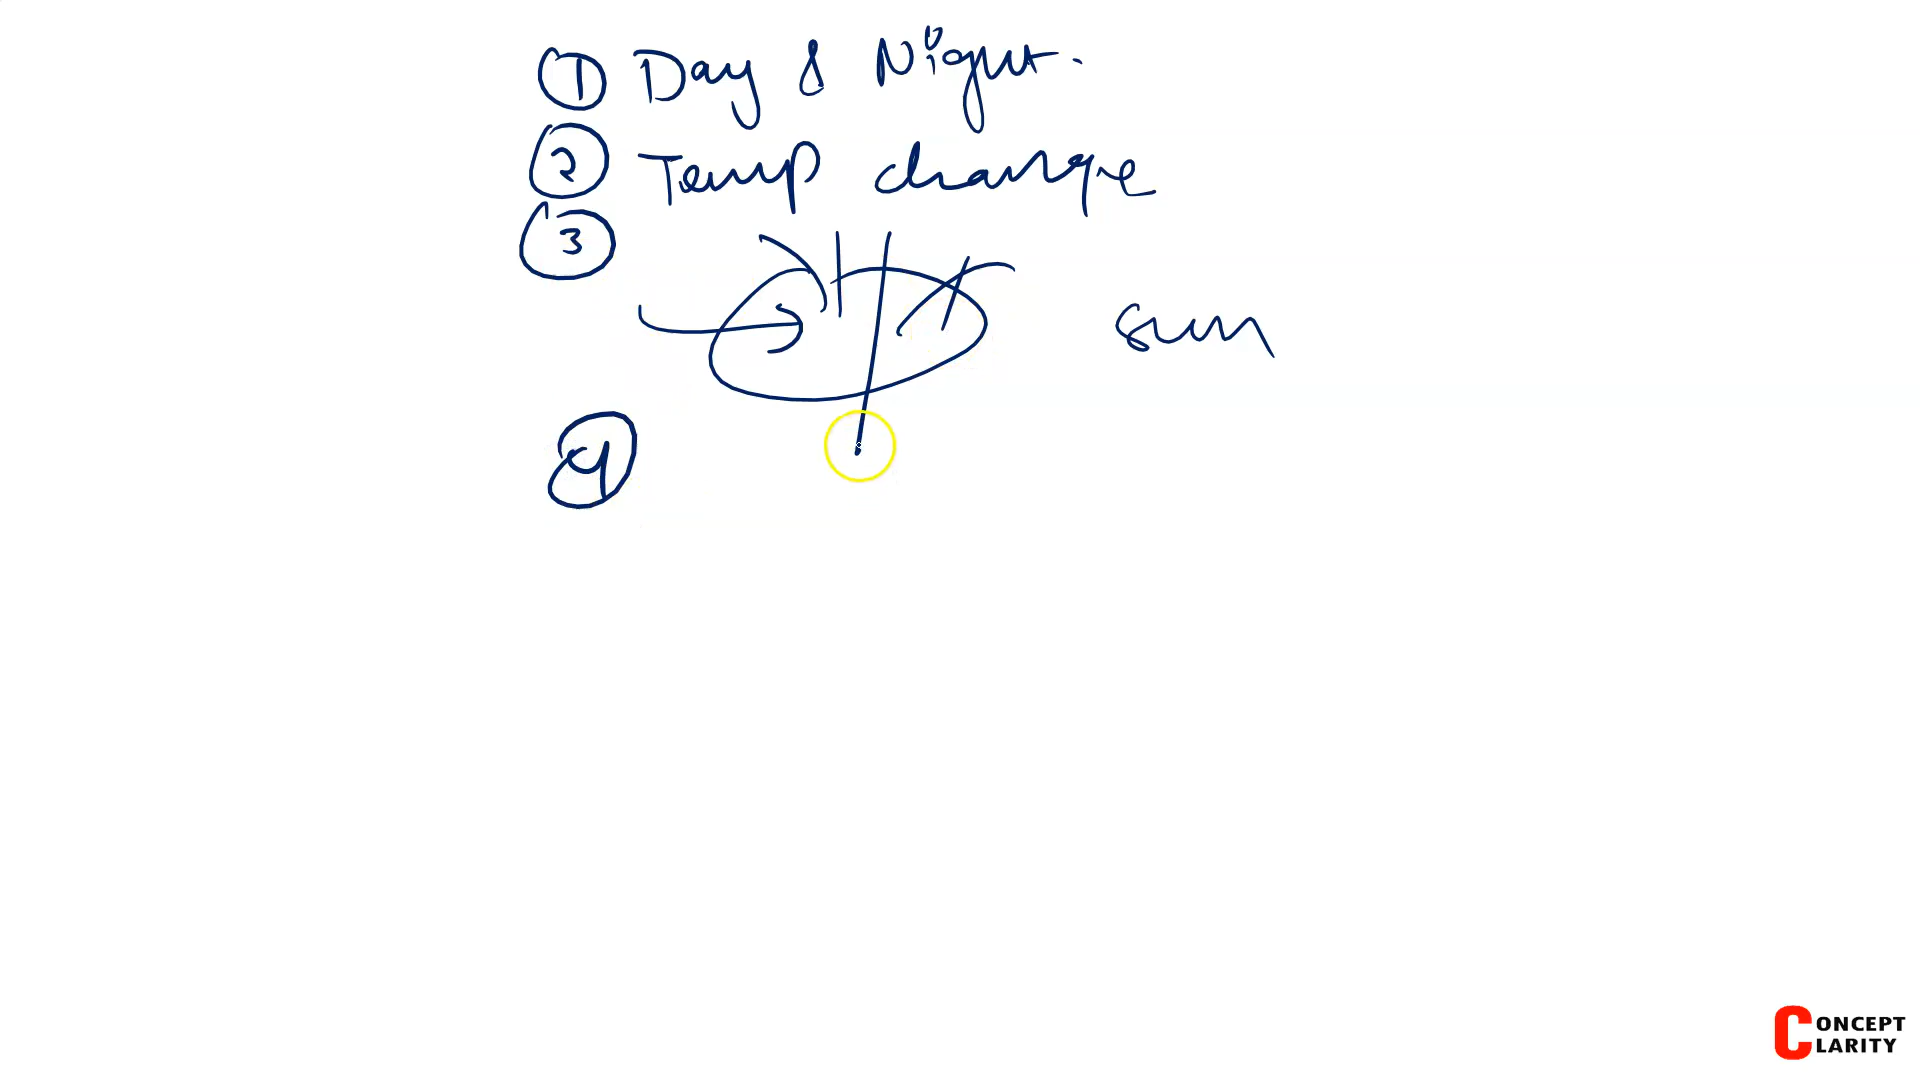 1 Day & Night.
2 Temp change
3
sun
4
CONCEPT
CLARITY